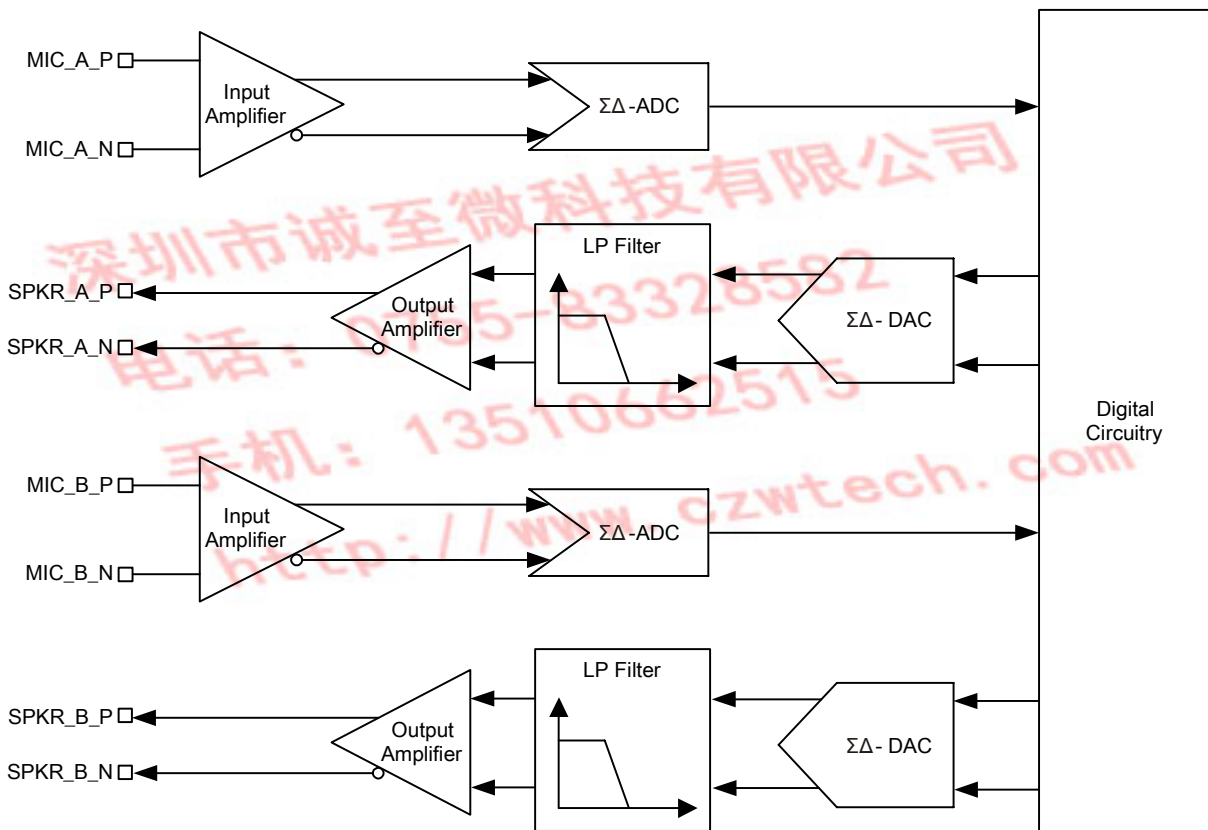 MIC_A_P
Input
Amplifier
ΣΔ -ADC
MIC_A_N
深圳市诚至微科技有限公司
LP Filter
SPKR_A_P
Output
Amplifier
ΣΔ - DAC
SPKR_A_N
电话：0755-83328582
Digital
Circuitry
手机：13510662515
MIC_B_P
Input
Amplifier
ΣΔ -ADC
MIC_B_N
http://www.czwtech.com
LP Filter
SPKR_B_P
Output
Amplifier
ΣΔ - DAC
SPKR_B_N